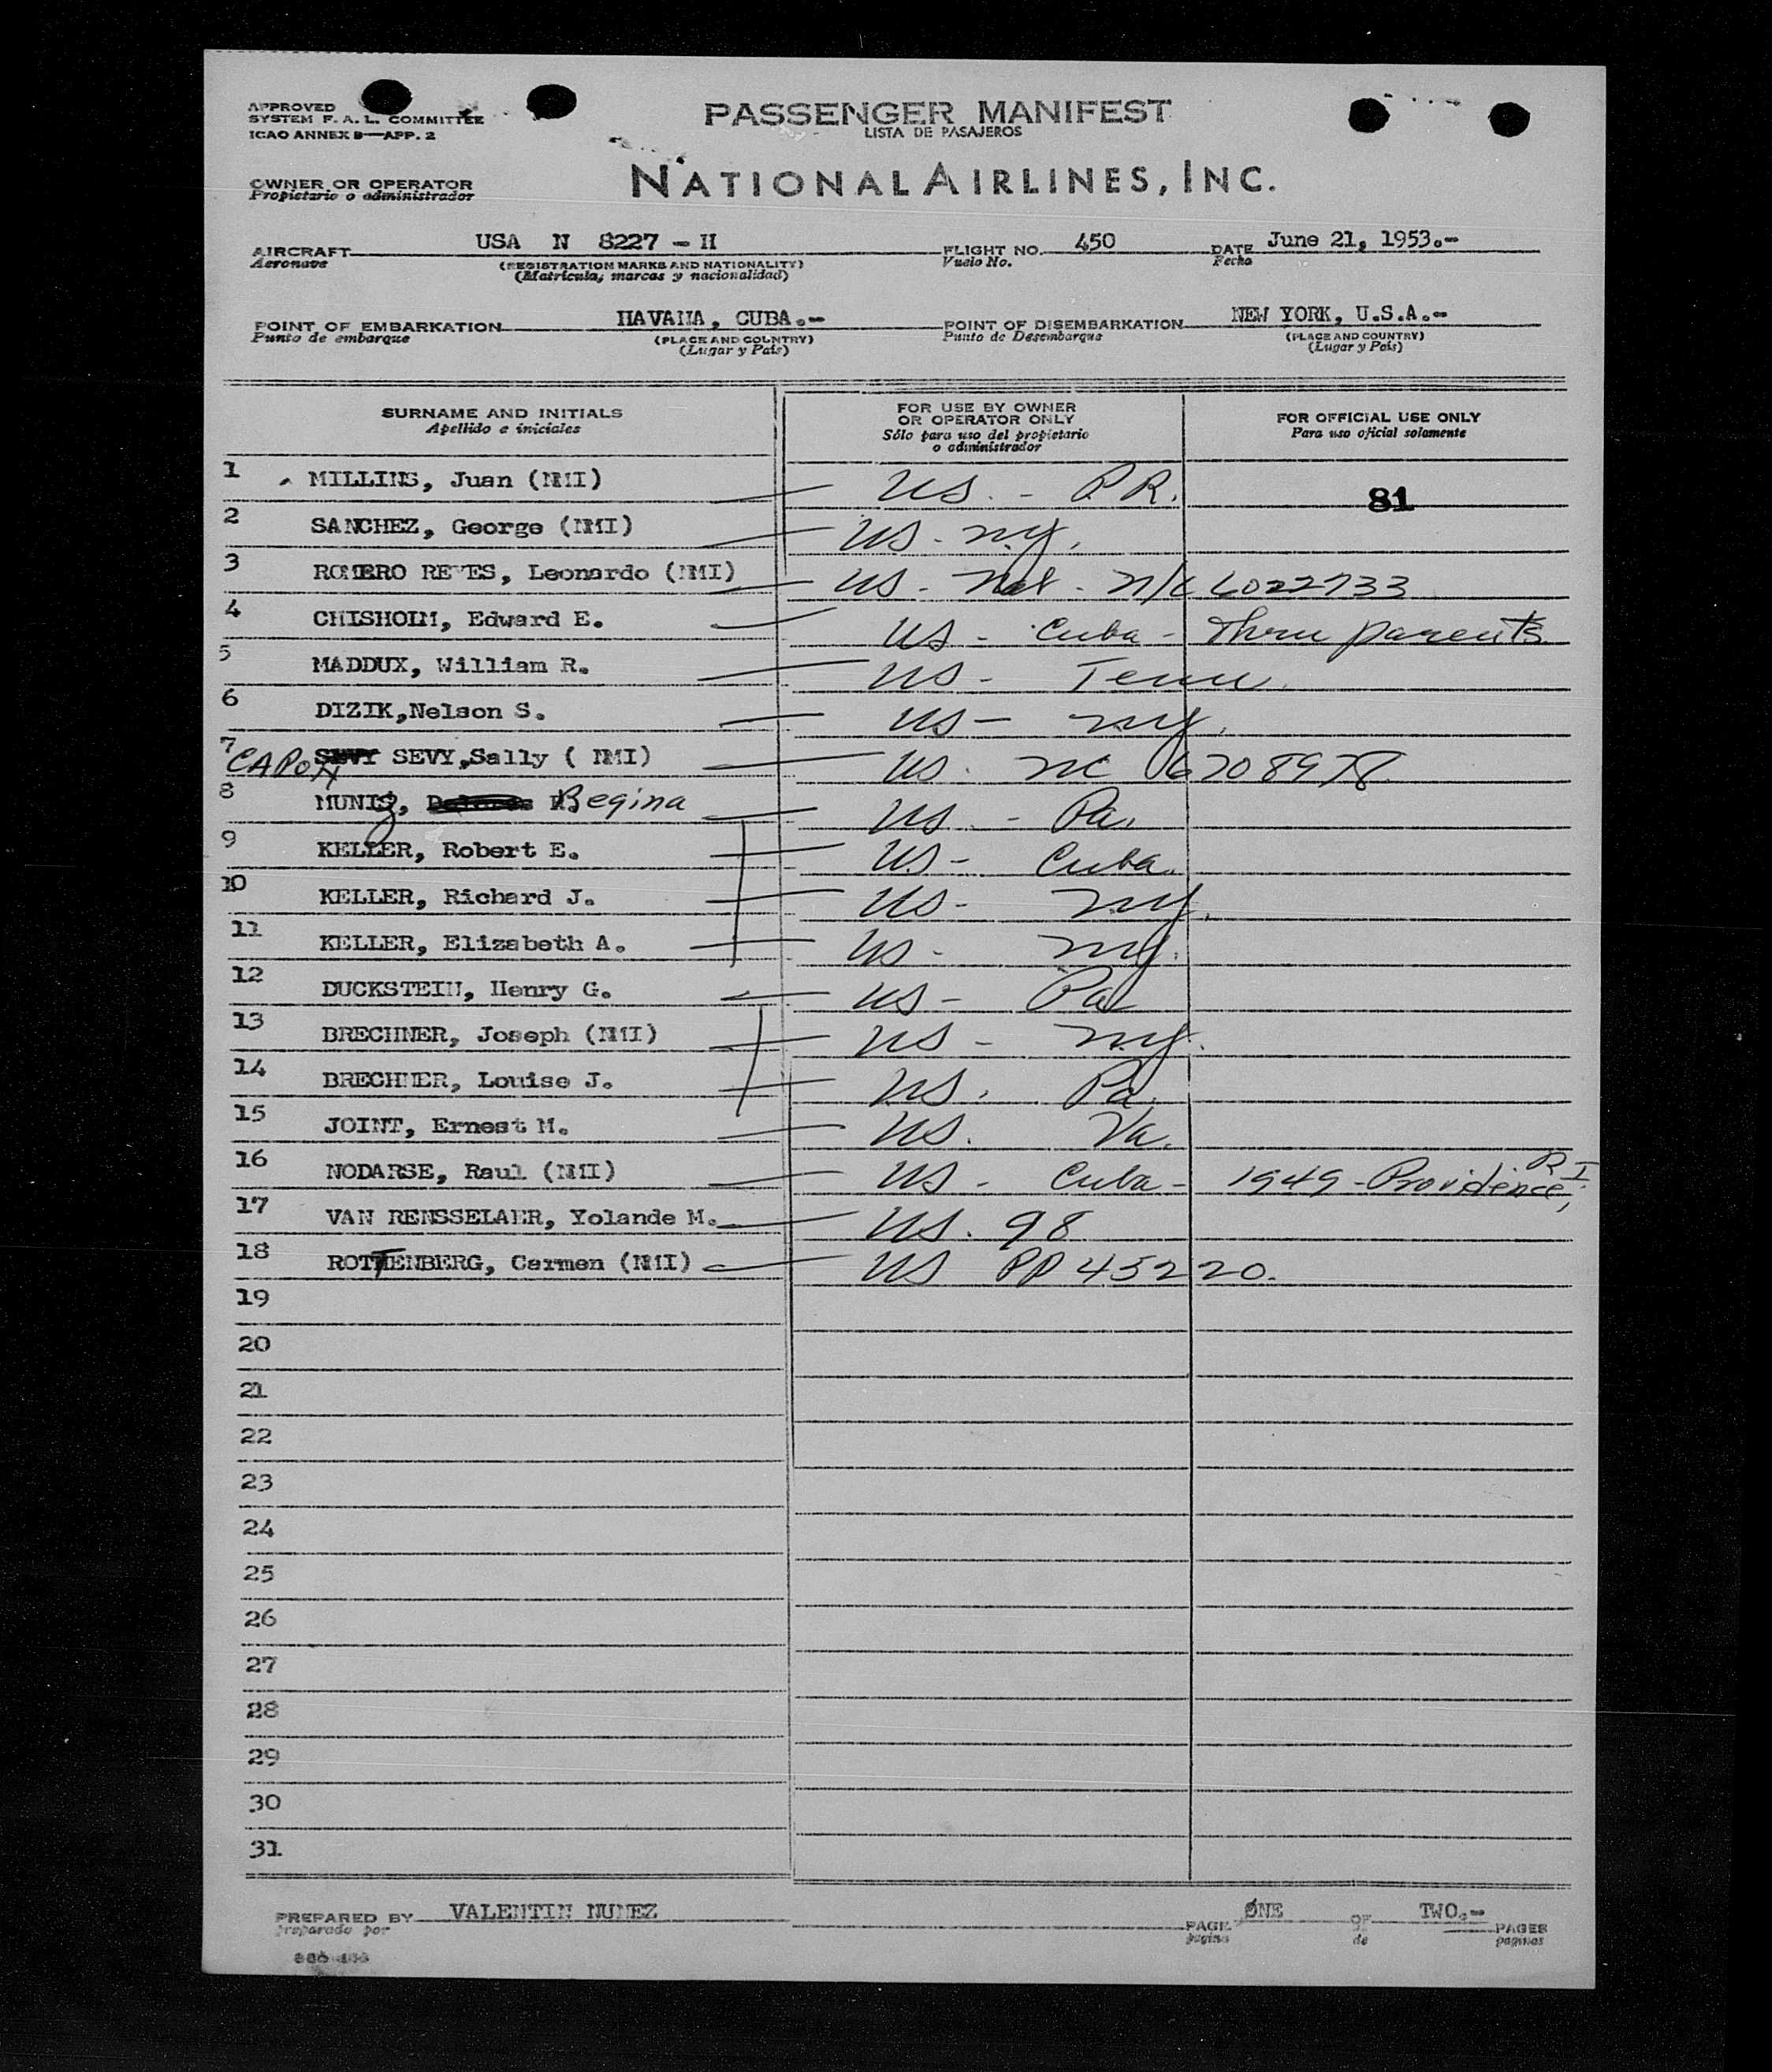 APPROVED
SYSTEM F. A. L. COMMITTEE
ICAO ANNEX 9—APP. 2
PASSENGER MANIFEST
LISTA DE PASAJEROS
OWNER OR OPERATOR
Propietario o administrador
NATIONAL AIRLINES, INC.
AIRCRAFT USA N 8227 - H FLIGHT NO. 450 DATE June 21, 1953.-
Aeronave (REGISTRATION MARKS AND NATIONALITY) Vuelo No. Fecha
(Matricula, marcas y nacionalidad)
POINT OF EMBARKATION HAVANA, CUBA.- POINT OF DISEMBARKATION NEW YORK, U.S.A.-
Punto de embarque (PLACE AND COUNTRY) Punto de Desembarque (PLACE AND COUNTRY)
(Lugar y Pais) (Lugar y Pais)
SURNAME AND INITIALS
Apellido e iniciales
FOR USE BY OWNER
OR OPERATOR ONLY
Sólo para uso del propietario
o administrador
FOR OFFICIAL USE ONLY
Para uso oficial solamente
1 MILLINS, Juan (NMI) US. - P.R. 81
2 SANCHEZ, George (NMI) US - N.Y.
3 ROMERO REYES, Leonardo (NMI) US - Nat - N/C 6022733
4 CHISHOLM, Edward E. US - Cuba - Thru parents
5 MADDUX, William R. US - Tenn.
6 DIZIK,Nelson S. US - NY.
7 SEVY SEVY,Sally ( NMI) US. NC 6708978
8 CAPON MUNIZ, Regina US - Pa.
9 KELLER, Robert E. US - Cuba.
10 KELLER, Richard J. US - NY.
11 KELLER, Elizabeth A. US - NY.
12 DUCKSTEIN, Henry G. US - Pa
13 BRECHNER, Joseph (NMI) US - N.Y.
14 BRECHNER, Louise J. US. Pa.
15 JOINT, Ernest M. US. Va.
16 NODARSE, Raul (NMI) US - Cuba - 1949 - Providence, R I
17 VAN RENSSELAER, Yolande M. US. 98
18 ROTTENBERG, Carmen (NMI) US PP 45220.
19
20
21
22
23
24
25
26
27
28
29
30
31
PREPARED BY VALENTIN NUNEZ PAGE ONE OF TWO.- PAGES
preparado por pagina de paginas